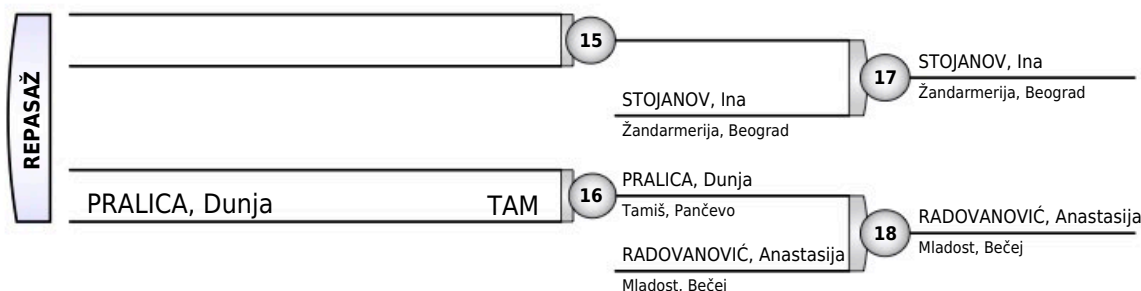 REPASAŽ
15
STOJANOV, Ina
Žandarmerija, Beograd
17
STOJANOV, Ina
Žandarmerija, Beograd
PRALICA, Dunja TAM
16
PRALICA, Dunja
Tamiš, Pančevo
RADOVANOVIĆ, Anastasija
Mladost, Bečej
18
RADOVANOVIĆ, Anastasija
Mladost, Bečej